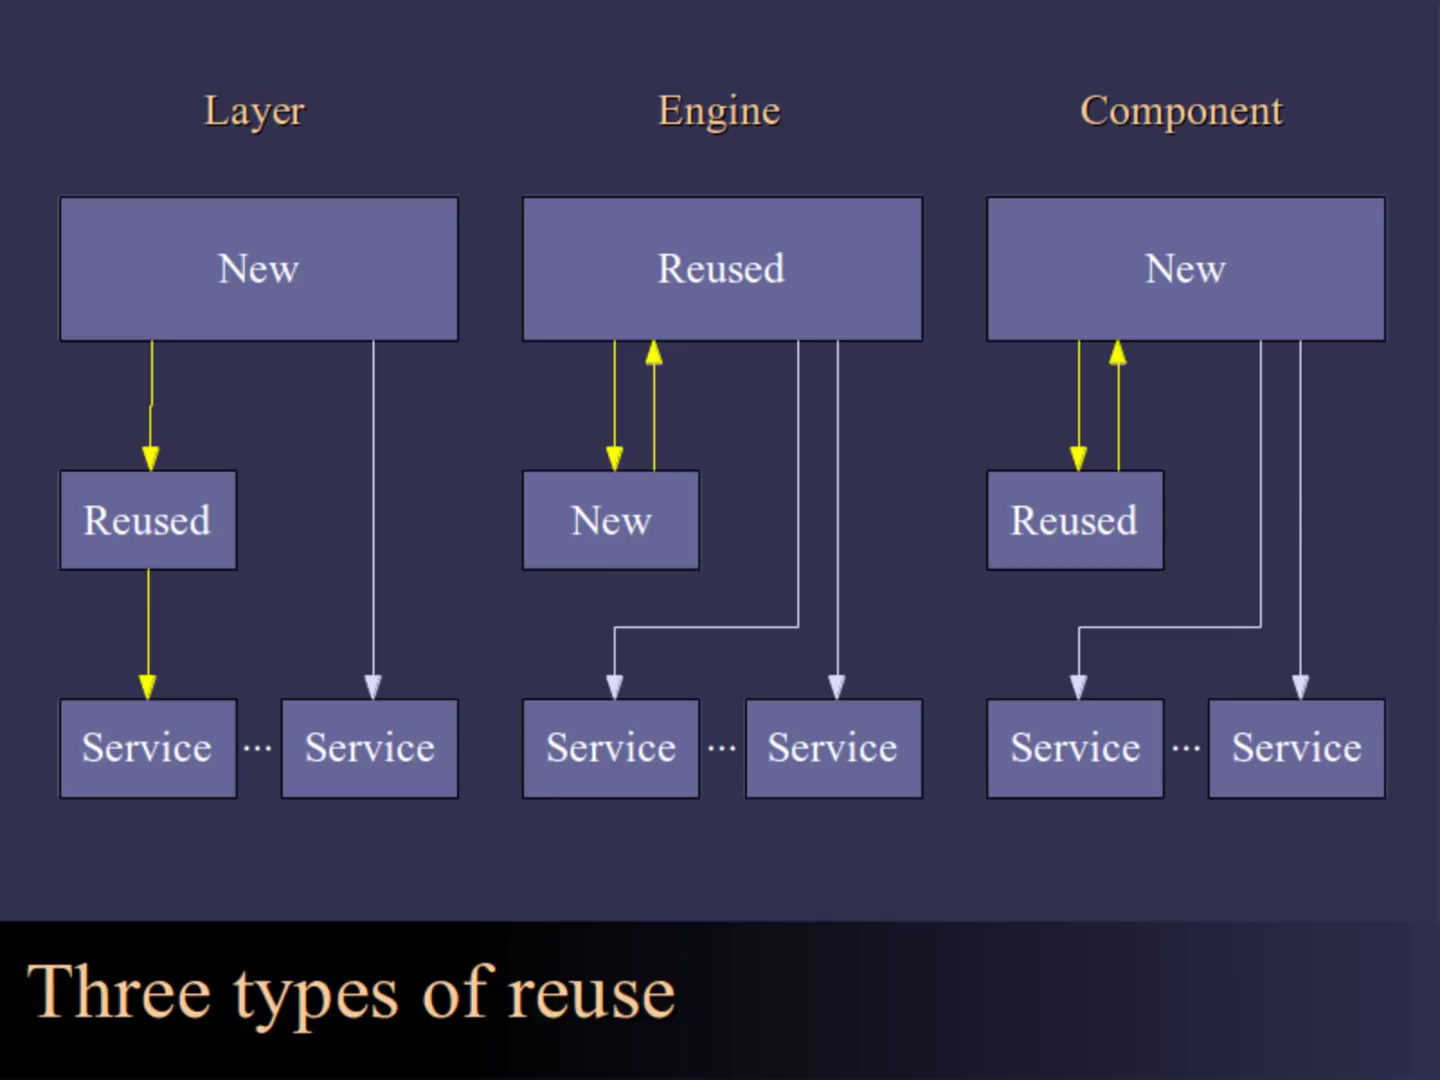 Layer
Engine
Component
New
Reused
New
Reused
New
Reused
Service ... Service
Service ... Service
Service ... Service
Three types of reuse